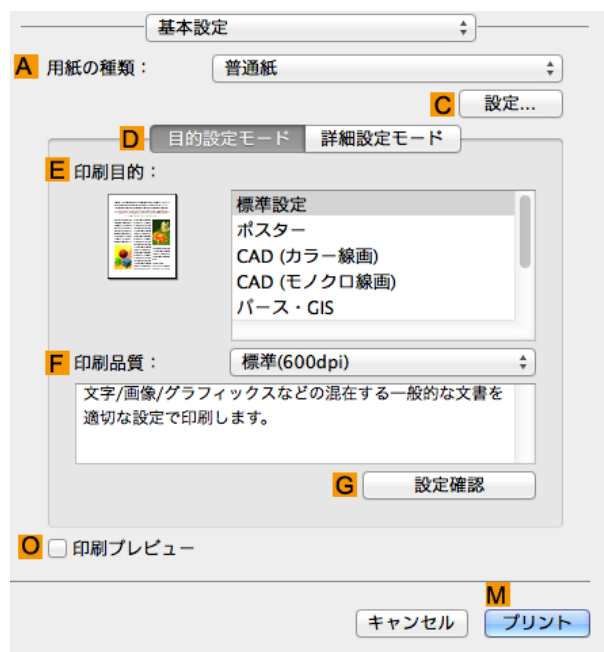 基本設定
A 用紙の種類： 普通紙
C 設定...
D 目的設定モード 詳細設定モード
E 印刷目的：
標準設定
ポスター
CAD (カラー線画)
CAD (モノクロ線画)
パース・GIS
F 印刷品質： 標準(600dpi)
文字/画像/グラフィックスなどの混在する一般的な文書を
適切な設定で印刷します。
G 設定確認
O 印刷プレビュー
M
キャンセル プリント